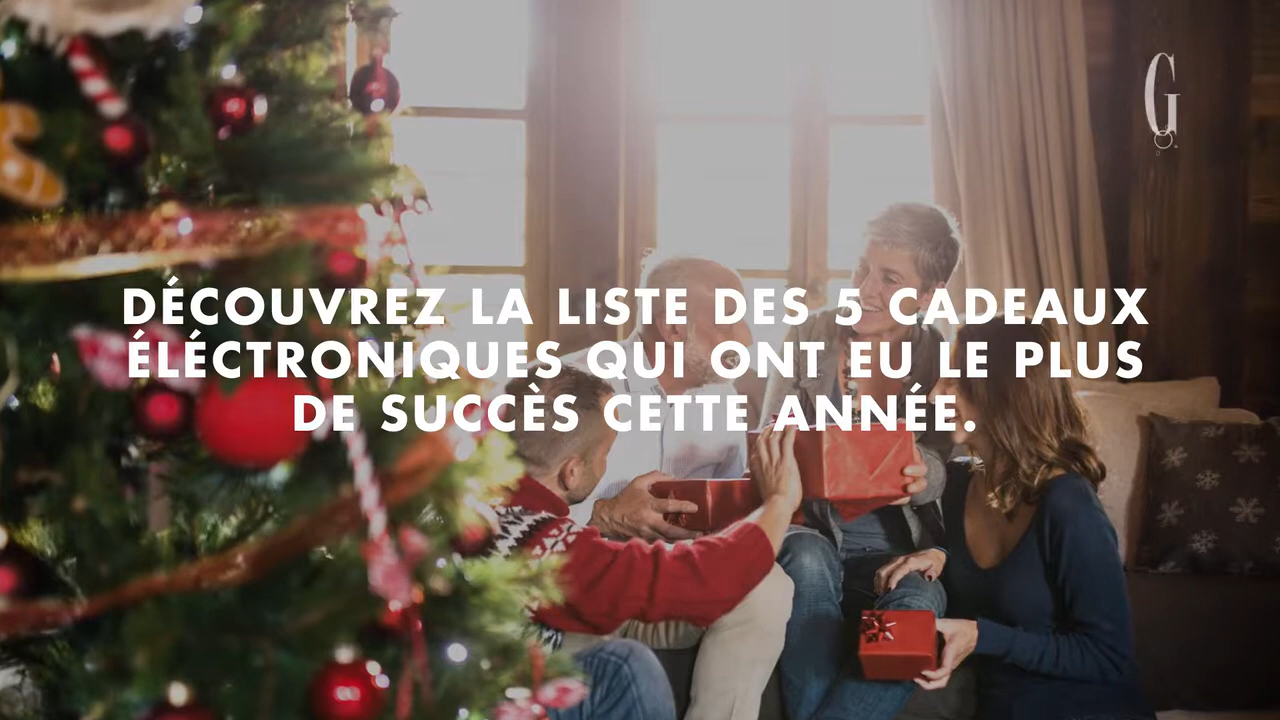 G
DÉCOUVREZ LA LISTE DES 5 CADEAUX
ÉLÉCTRONIQUES QUI ONT EU LE PLUS
DE SUCCÈS CETTE ANNÉE.